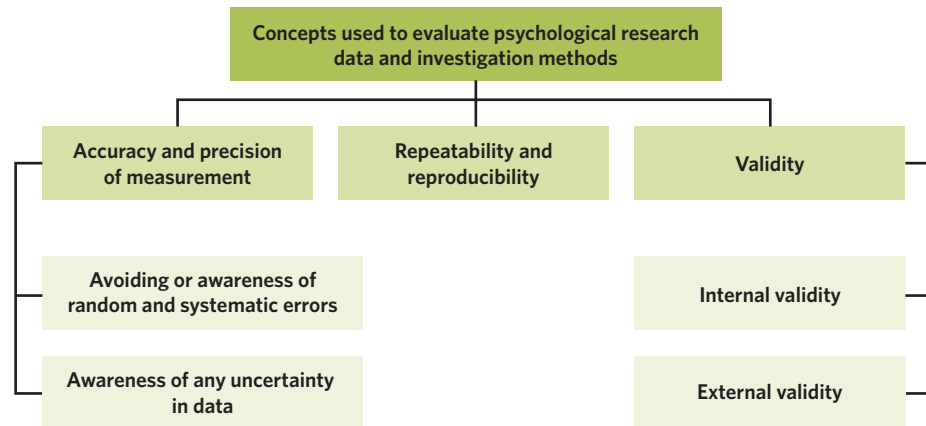 Concepts used to evaluate psychological research
data and investigation methods
Accuracy and precision
of measurement
Repeatability and
reproducibility
Validity
Avoiding or awareness of
random and systematic errors
Internal validity
Awareness of any uncertainty
in data
External validity